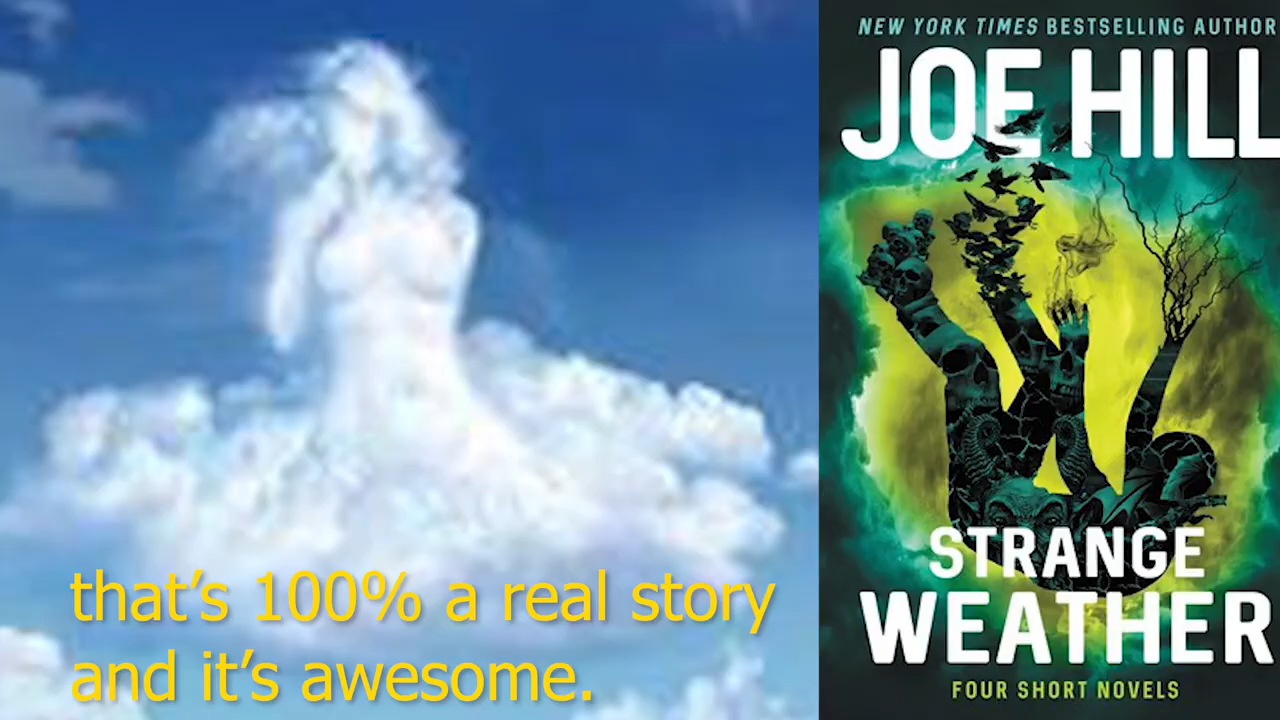 that's 100% a real story
and it's awesome.
NEW YORK TIMES BESTSELLING AUTHOR
JOE HILL
STRANGE
WEATHER
FOUR SHORT NOVELS